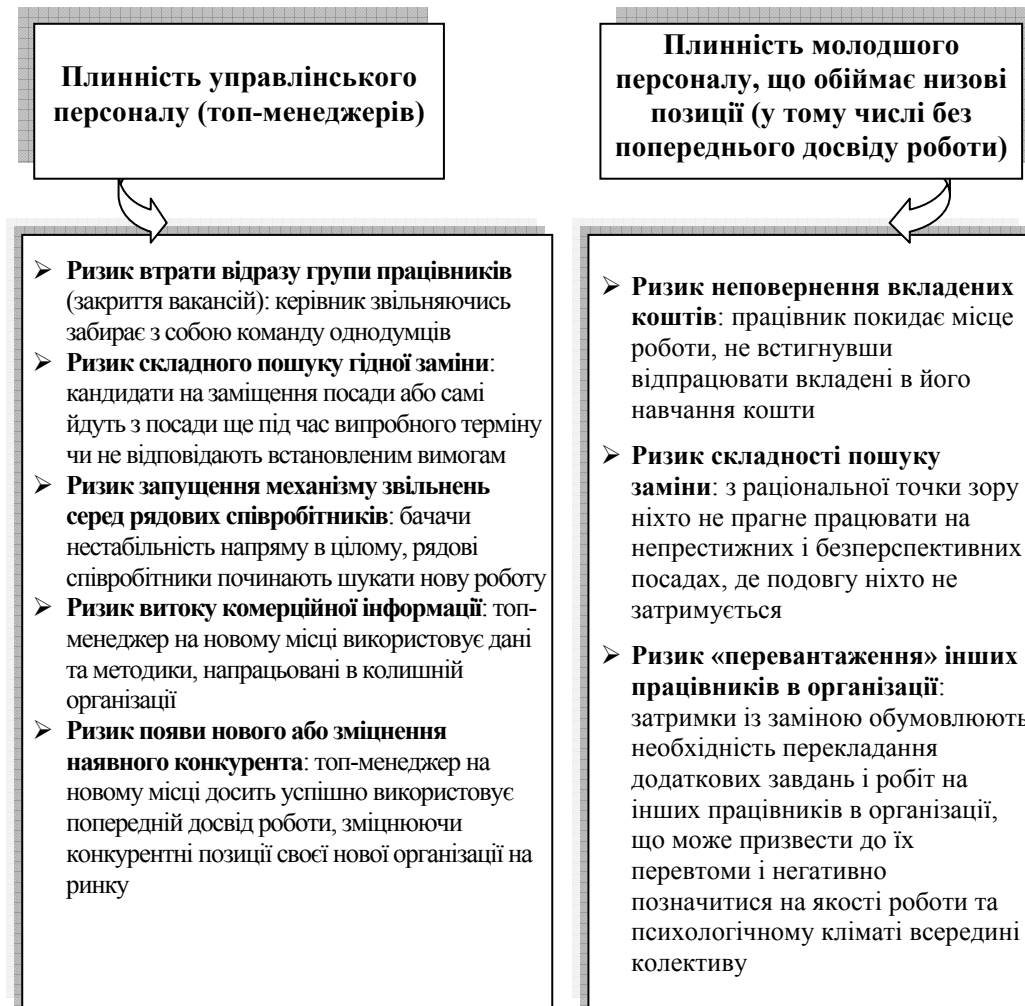 Плинність управлінського
персоналу (топ-менеджерів)
Плинність молодшого
персоналу, що обіймає низові
позиції (у тому числі без
попереднього досвіду роботи)
➢ Ризик втрати відразу групи працівників
(закриття вакансій): керівник звільняючись
забирає з собою команду однодумців
➢ Ризик складного пошуку гідної заміни:
кандидати на заміщення посади або самі
йдуть з посади ще під час випробного терміну
чи не відповідають встановленим вимогам
➢ Ризик запущення механізму звільнень
серед рядових співробітників: бачачи
нестабільність напряму в цілому, рядові
співробітники починають шукати нову роботу
➢ Ризик витоку комерційної інформації: топ-
менеджер на новому місці використовує дані
та методики, напрацьовані в колишній
організації
➢ Ризик появи нового або зміцнення
наявного конкурента: топ-менеджер на
новому місці досить успішно використовує
попередній досвід роботи, зміцнюючи
конкурентні позиції своєї нової організації на
ринку
➢ Ризик неповернення вкладених
коштів: працівник покидає місце
роботи, не встигнувши
відпрацювати вкладені в його
навчання кошти
➢ Ризик складності пошуку
заміни: з раціональної точки зору
ніхто не прагне працювати на
непрестижних і безперспективних
посадах, де подовгу ніхто не
затримується
➢ Ризик «перевантаження» інших
працівників в організації:
затримки із заміною обумовлюють
необхідність перекладання
додаткових завдань і робіт на
інших працівників в організації,
що може призвести до їх
перевтоми і негативно
позначитися на якості роботи та
психологічному кліматі всередині
колективу